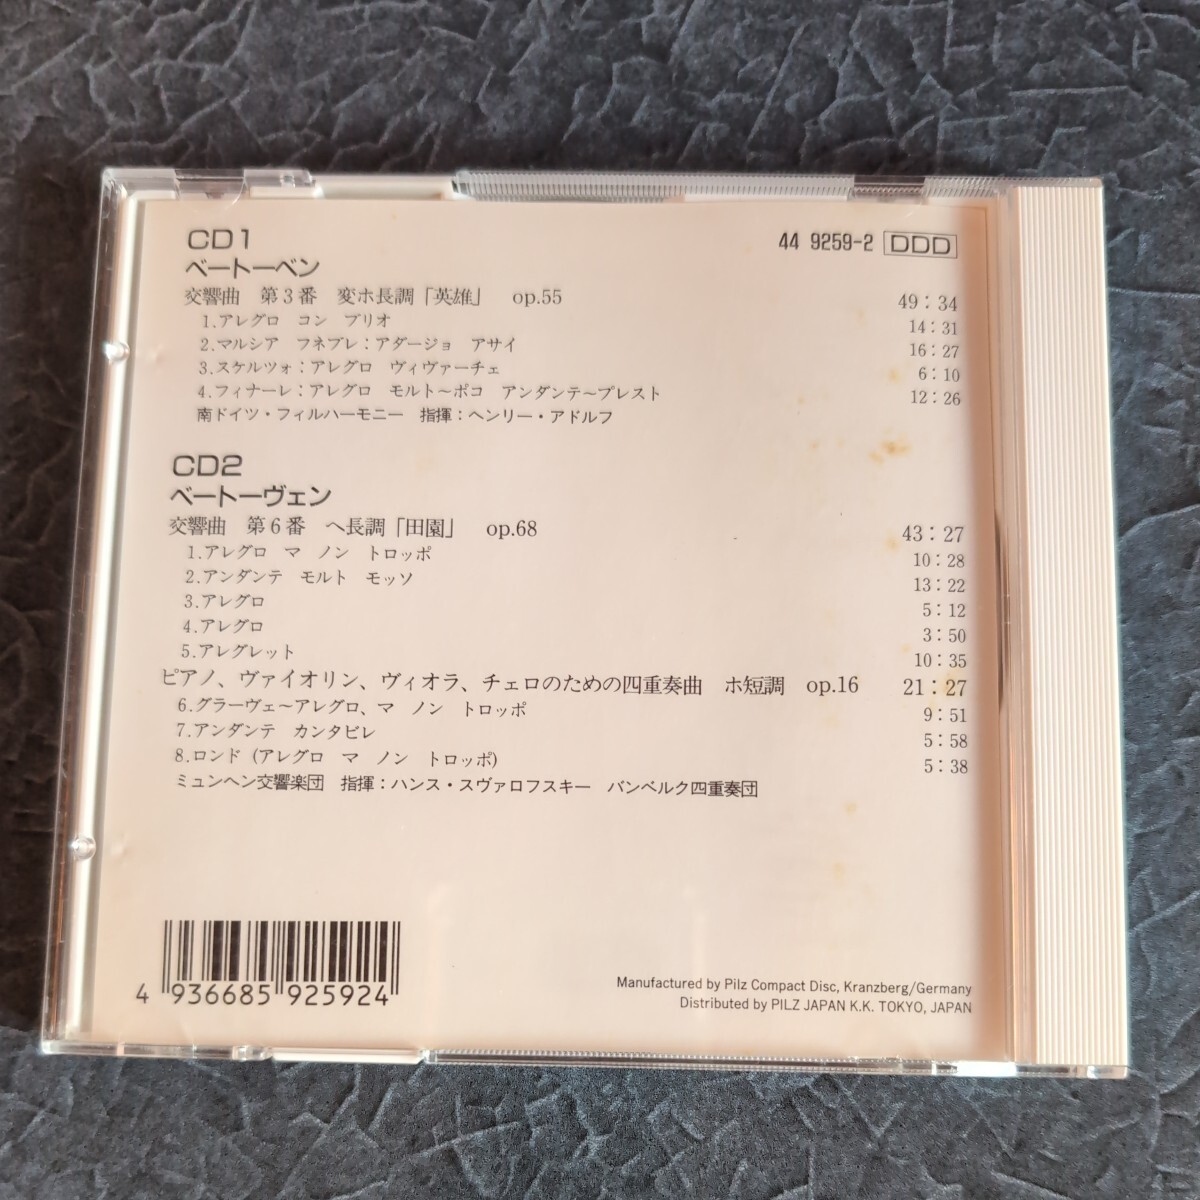 CD1 44 9259-2 DDD
ベートーベン
交響曲 第3番 変ホ長調「英雄」 op.55 49:34
1.アレグロ コン ブリオ 14:31
2.マルシア フネブレ:アダージョ アサイ 16:27
3.スケルツォ:アレグロ ヴィヴァーチェ 6:10
4.フィナーレ:アレグロ モルト~ポコ アンダンテ~プレスト 12:26
南ドイツ・フィルハーモニー 指揮:ヘンリー・アドルフ
CD2
ベートーヴェン
交響曲 第6番 ヘ長調「田園」 op.68 43:27
1.アレグロ マ ノン トロッポ 10:28
2.アンダンテ モルト モッソ 13:22
3.アレグロ 5:12
4.アレグロ 3:50
5.アレグレット 10:35
ピアノ、ヴァイオリン、ヴィオラ、チェロのための四重奏曲 ホ短調 op.16 21:27
6.グラーヴェ~アレグロ、マ ノン トロッポ 9:51
7.アンダンテ カンタビレ 5:58
8.ロンド (アレグロ マ ノン トロッポ) 5:38
ミュンヘン交響楽団 指揮:ハンス・スヴァロフスキー バンベルク四重奏団
4 936685 925924
Manufactured by Pilz Compact Disc, Kranzberg/Germany
Distributed by PILZ JAPAN K.K. TOKYO, JAPAN